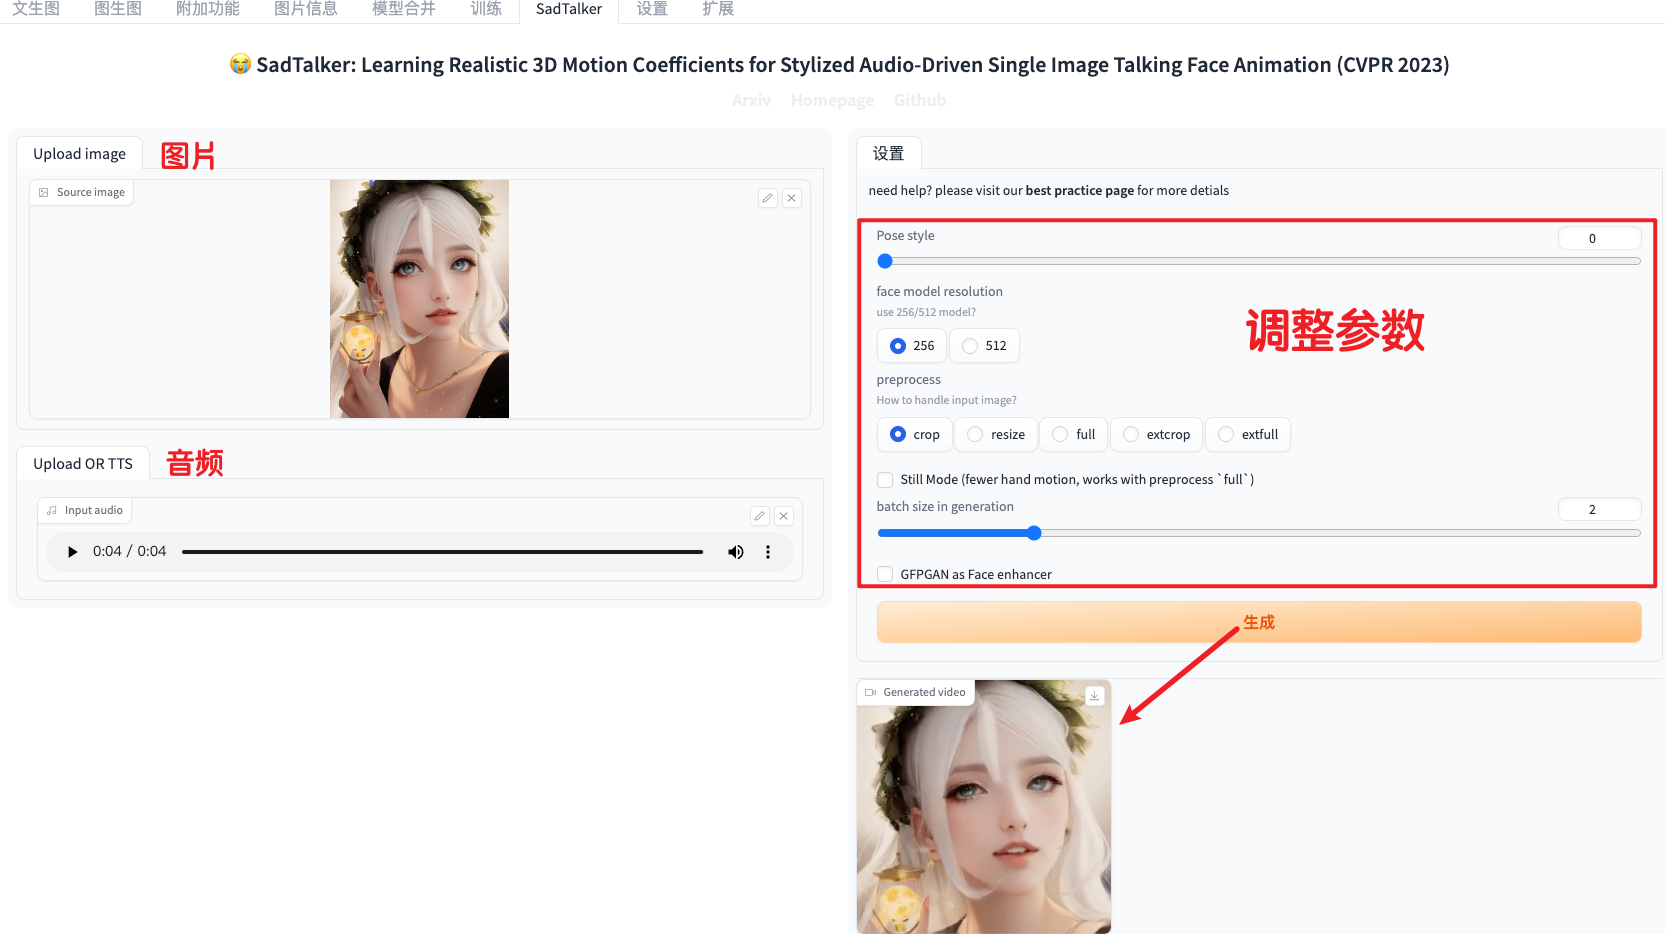 文生图 图生图 附加功能 图片信息 模型合并 训练 SadTalker 设置 扩展
😭 SadTalker: Learning Realistic 3D Motion Coefficients for Stylized Audio-Driven Single Image Talking Face Animation (CVPR 2023)
Arxiv Homepage Github
Upload image 图片
Source image
Upload OR TTS 音频
Input audio
0:04 / 0:04
设置
need help? please visit our best practice page for more detials
Pose style
0
face model resolution
use 256/512 model?
256 512
调整参数
preprocess
How to handle input image?
crop resize full extcrop extfull
Still Mode (fewer hand motion, works with preprocess `full`)
batch size in generation
2
GFPGAN as Face enhancer
生成
Generated video